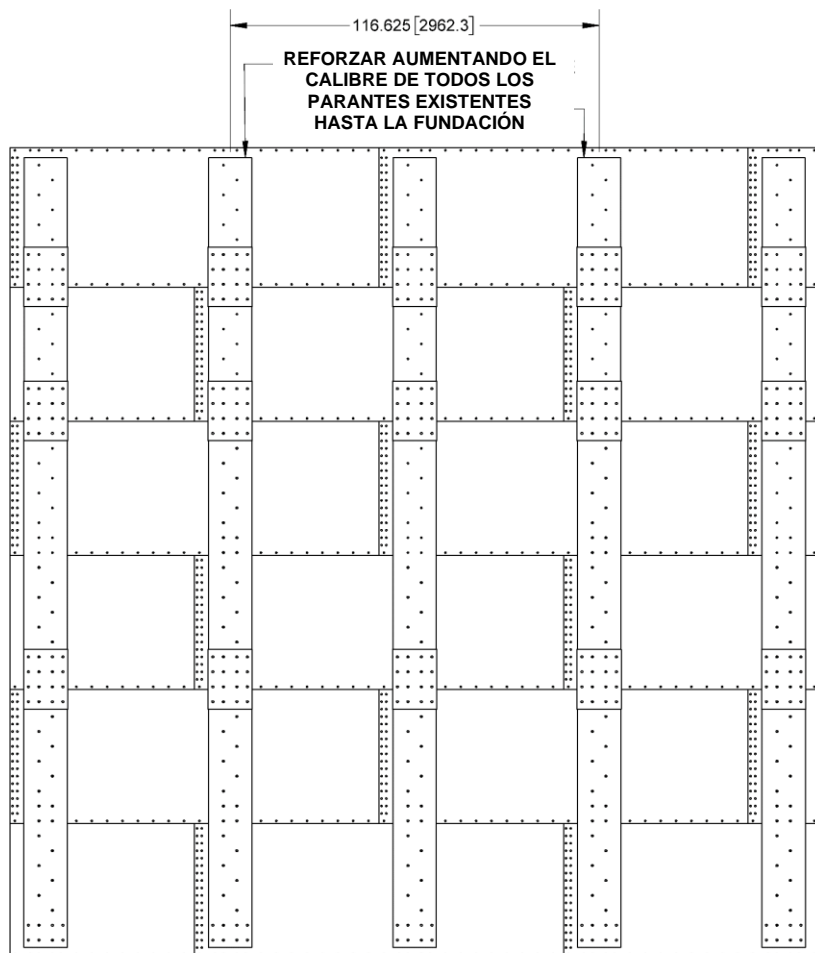 116.625 [2962.3]
REFORZAR AUMENTANDO EL
CALIBRE DE TODOS LOS
PARANTES EXISTENTES
HASTA LA FUNDACIÓN